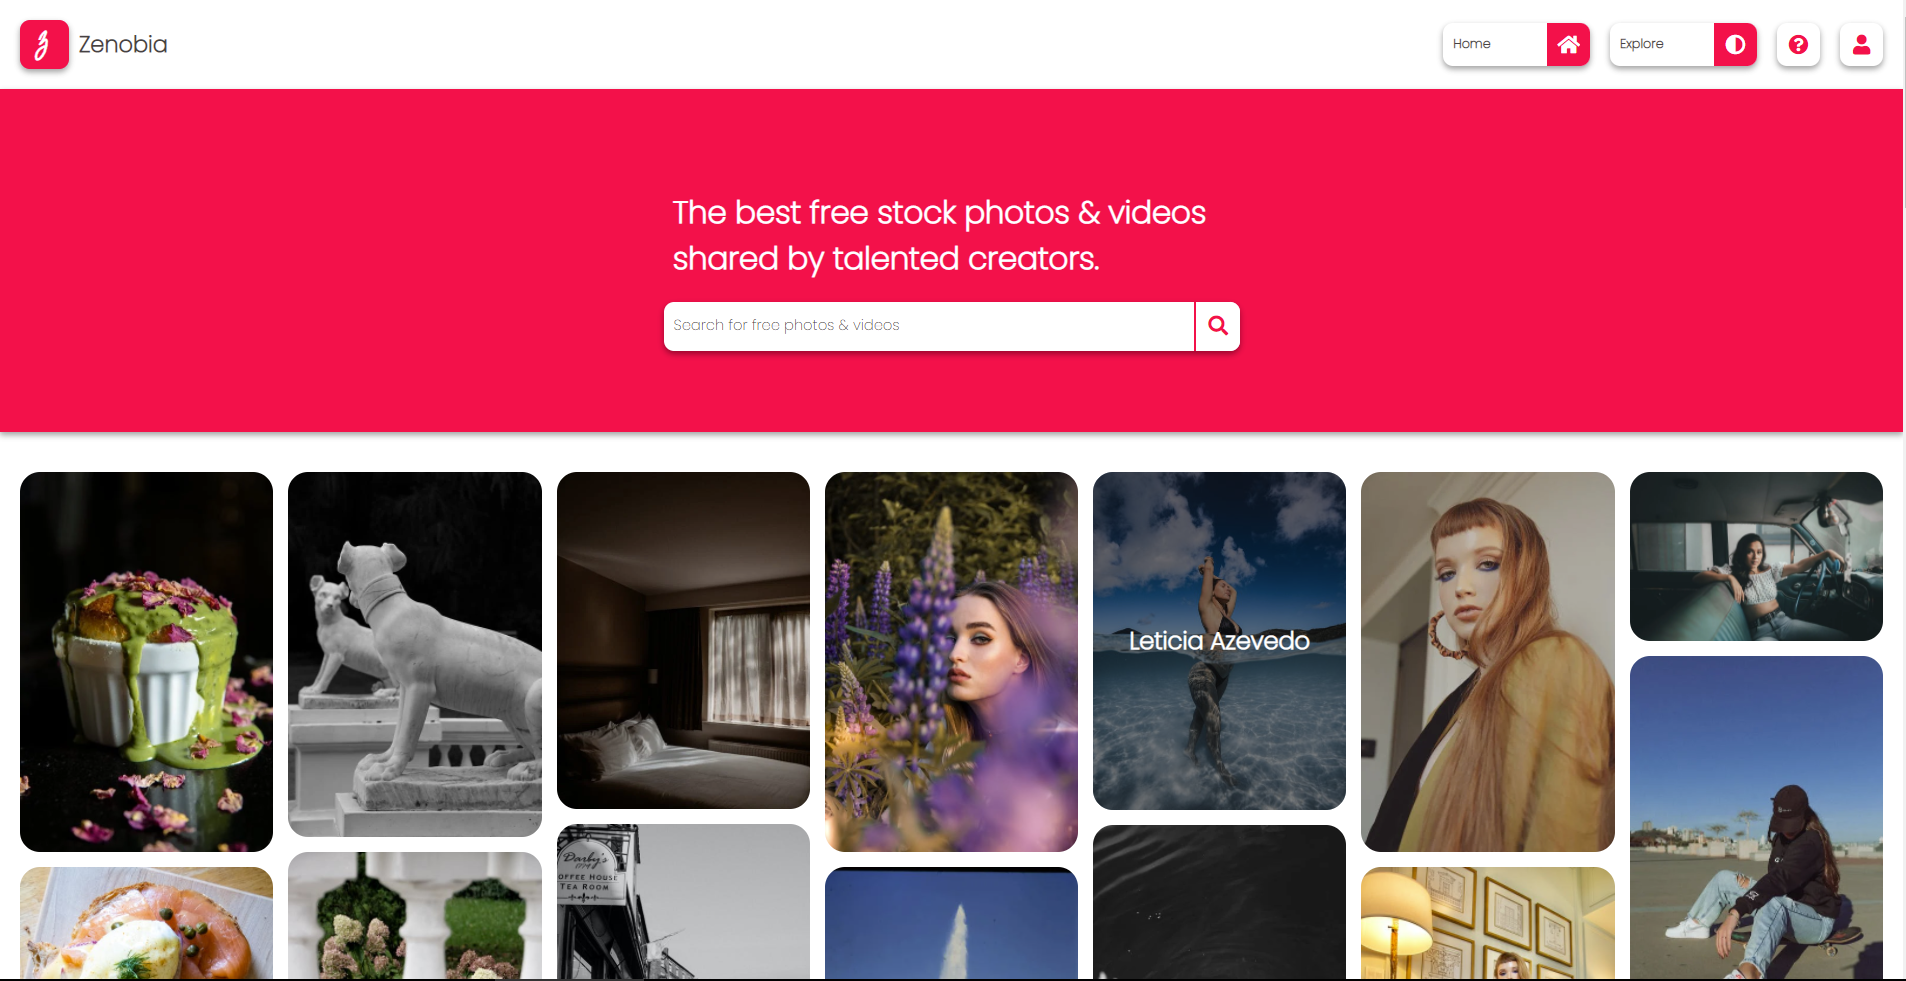 Zenobia
Home
Explore
The best free stock photos & videos
shared by talented creators.
Search for free photos & videos
Leticia Azevedo
Darby's
COFFEE HOUSE
TEA ROOM